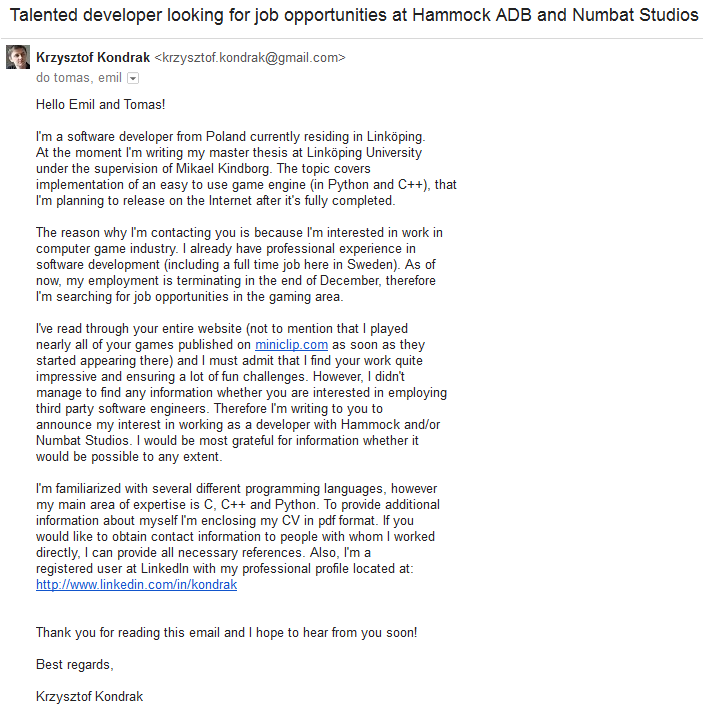 Talented developer looking for job opportunities at Hammock ADB and Numbat Studios
Krzysztof Kondrak <krzysztof.kondrak@gmail.com>
do tomas, emil
Hello Emil and Tomas!
I'm a software developer from Poland currently residing in Linköping.
At the moment I'm writing my master thesis at Linköping University
under the supervision of Mikael Kindborg. The topic covers
implementation of an easy to use game engine (in Python and C++), that
I'm planning to release on the Internet after it's fully completed.
The reason why I'm contacting you is because I'm interested in work in
computer game industry. I already have professional experience in
software development (including a full time job here in Sweden). As of
now, my employment is terminating in the end of December, therefore
I'm searching for job opportunities in the gaming area.
I've read through your entire website (not to mention that I played
nearly all of your games published on miniclip.com as soon as they
started appearing there) and I must admit that I find your work quite
impressive and ensuring a lot of fun challenges. However, I didn't
manage to find any information whether you are interested in employing
third party software engineers. Therefore I'm writing to you to
announce my interest in working as a developer with Hammock and/or
Numbat Studios. I would be most grateful for information whether it
would be possible to any extent.
I'm familiarized with several different programming languages, however
my main area of expertise is C, C++ and Python. To provide additional
information about myself I'm enclosing my CV in pdf format. If you
would like to obtain contact information to people with whom I worked
directly, I can provide all necessary references. Also, I'm a
registered user at LinkedIn with my professional profile located at:
http://www.linkedin.com/in/kondrak
Thank you for reading this email and I hope to hear from you soon!
Best regards,
Krzysztof Kondrak